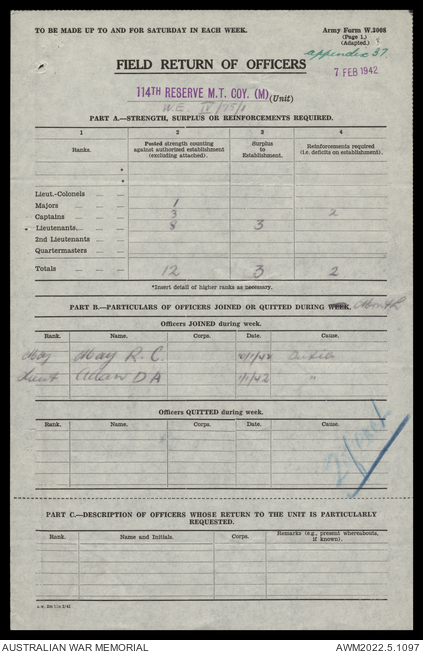 TO BE MADE UP TO AND FOR SATURDAY IN EACH WEEK.
Army Form W.3008
(Page 1.)
(Adapted.)
appendix 37.
FIELD RETURN OF OFFICERS
7 FEB 1942
114TH RESERVE M.T. COY. (M) (Unit)
W.E.
PART A.—STRENGTH, SURPLUS OR REINFORCEMENTS REQUIRED.
1 2 3 4
Ranks. Posted strength counting against authorized establishment (excluding attached). Surplus to Establishment. Reinforcements required (i.e. deficits on establishment).
*
*
Lieut.-Colonels
Majors 1
Captains 3 2
Lieutenants 8 3
2nd Lieutenants
Quartermasters
Totals 12 3 2
*Insert detail of higher ranks as necessary.
PART B.—PARTICULARS OF OFFICERS JOINED OR QUITTED DURING WEEK. Month
Officers JOINED during week.
Rank. Name. Corps. Date. Cause.
May R. C. /1/42
Lieut D A 1/1/42 "
Officers QUITTED during week.
Rank. Name. Corps. Date. Cause.
PART C.—DESCRIPTION OF OFFICERS WHOSE RETURN TO THE UNIT IS PARTICULARLY REQUESTED.
Rank. Name and Initials. Corps. Remarks (e.g., present whereabouts, if known).
AUSTRALIAN WAR MEMORIAL AWM2022.5.1097